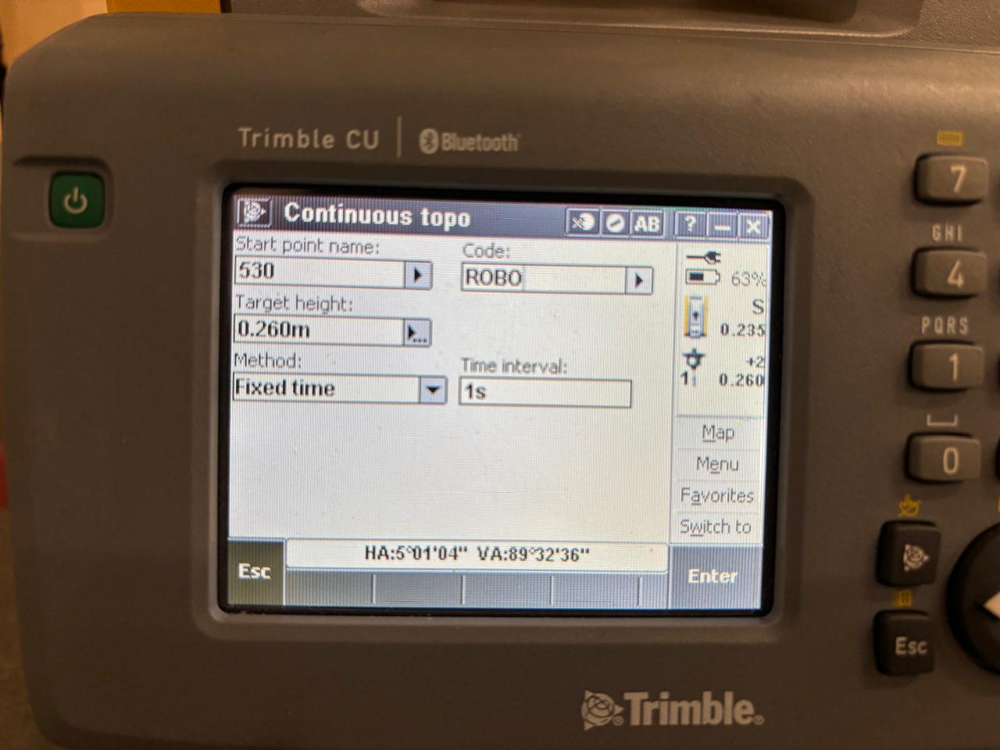 Trimble CU | Bluetooth
Continuous topo AB ? – X
Start point name: Code:
530 ROBO
63%
Target height:
S
0.260m ... 0.235
Method: Time interval:
+2
1 0.260
Fixed time 1s
Map
Menu
Favorites
Switch to
HA:5°01'04" VA:89°32'36"
Esc Enter
7
GHI
4
PQRS
1
0
Esc
Trimble